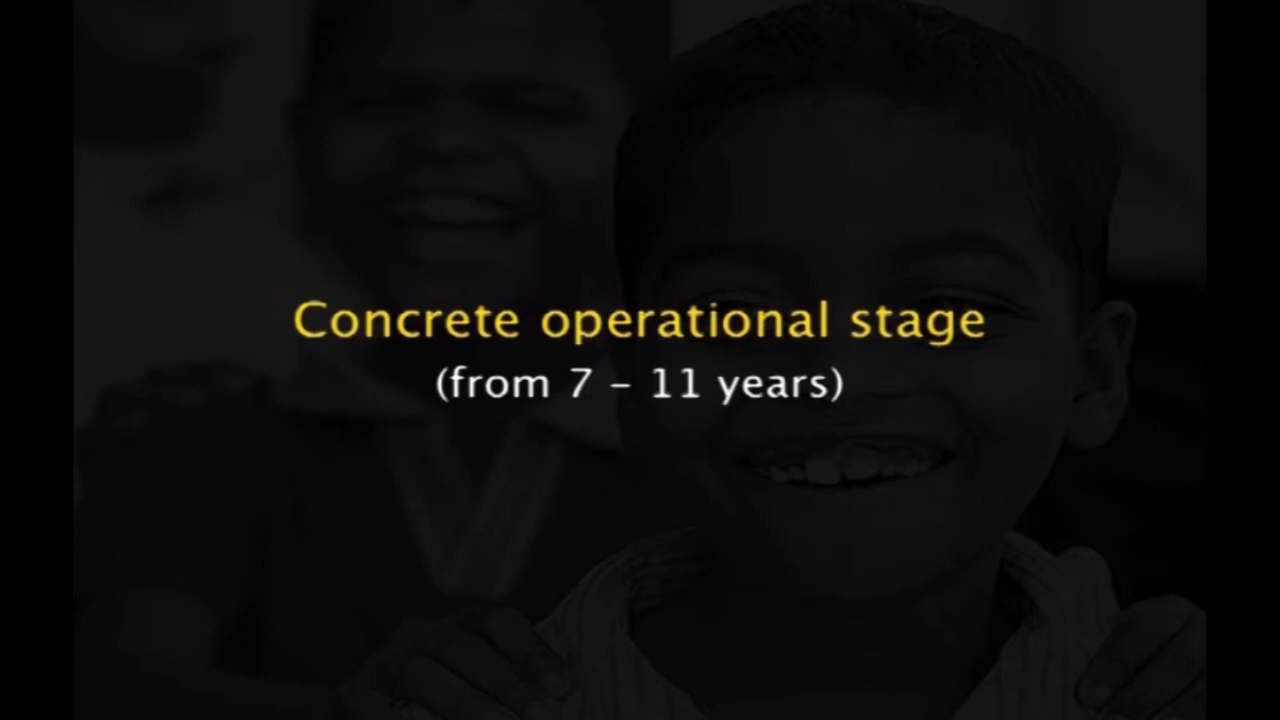 Concrete operational stage
(from 7 – 11 years)